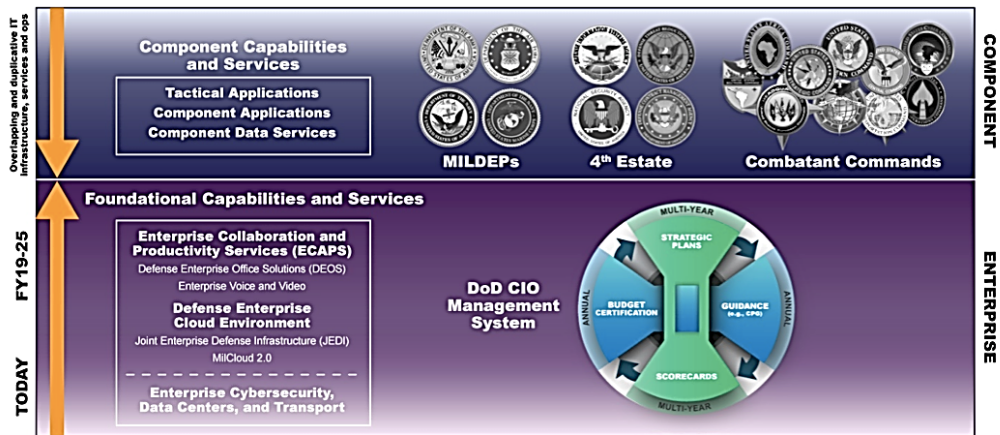 Overlapping and duplicative IT
infrastructure, services and ops
Component Capabilities
and Services
Tactical Applications
Component Applications
Component Data Services
MILDEPs
4th Estate
Combatant Commands
COMPONENT
Foundational Capabilities and Services
FY19-25
TODAY
Enterprise Collaboration and
Productivity Services (ECAPS)
Defense Enterprise Office Solutions (DEOS)
Enterprise Voice and Video
Defense Enterprise
Cloud Environment
Joint Enterprise Defense Infrastructure (JEDI)
MilCloud 2.0
Enterprise Cybersecurity,
Data Centers, and Transport
DoD CIO
Management
System
MULTI-YEAR
STRATEGIC
PLANS
ANNUAL
BUDGET
CERTIFICATION
GUIDANCE
(e.g., CPG)
ANNUAL
SCORECARDS
MULTI-YEAR
ENTERPRISE